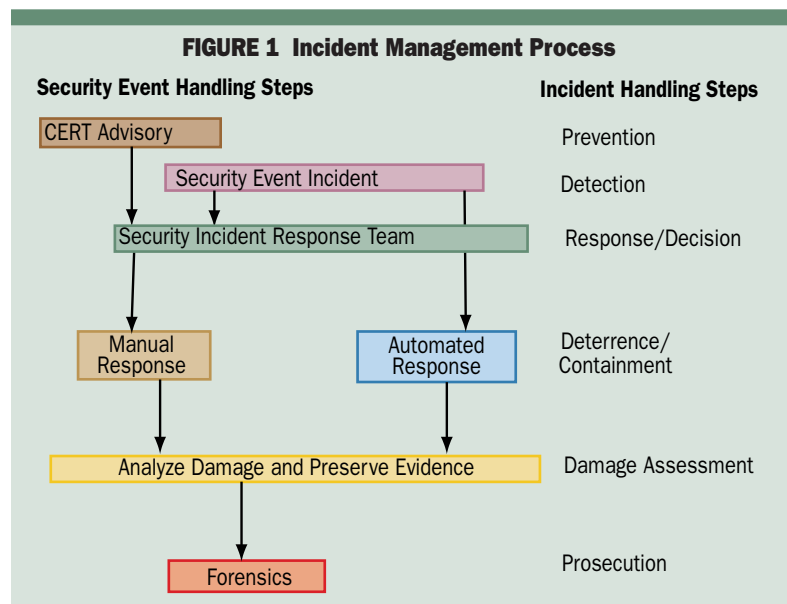 FIGURE 1 Incident Management Process
Security Event Handling Steps
Incident Handling Steps
CERT Advisory
Prevention
Security Event Incident
Detection
Security Incident Response Team
Response/Decision
Manual
Response
Automated
Response
Deterrence/
Containment
Analyze Damage and Preserve Evidence
Damage Assessment
Forensics
Prosecution